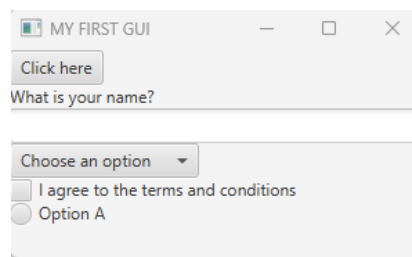 MY FIRST GUI
Click here
What is your name?
Choose an option
I agree to the terms and conditions
Option A